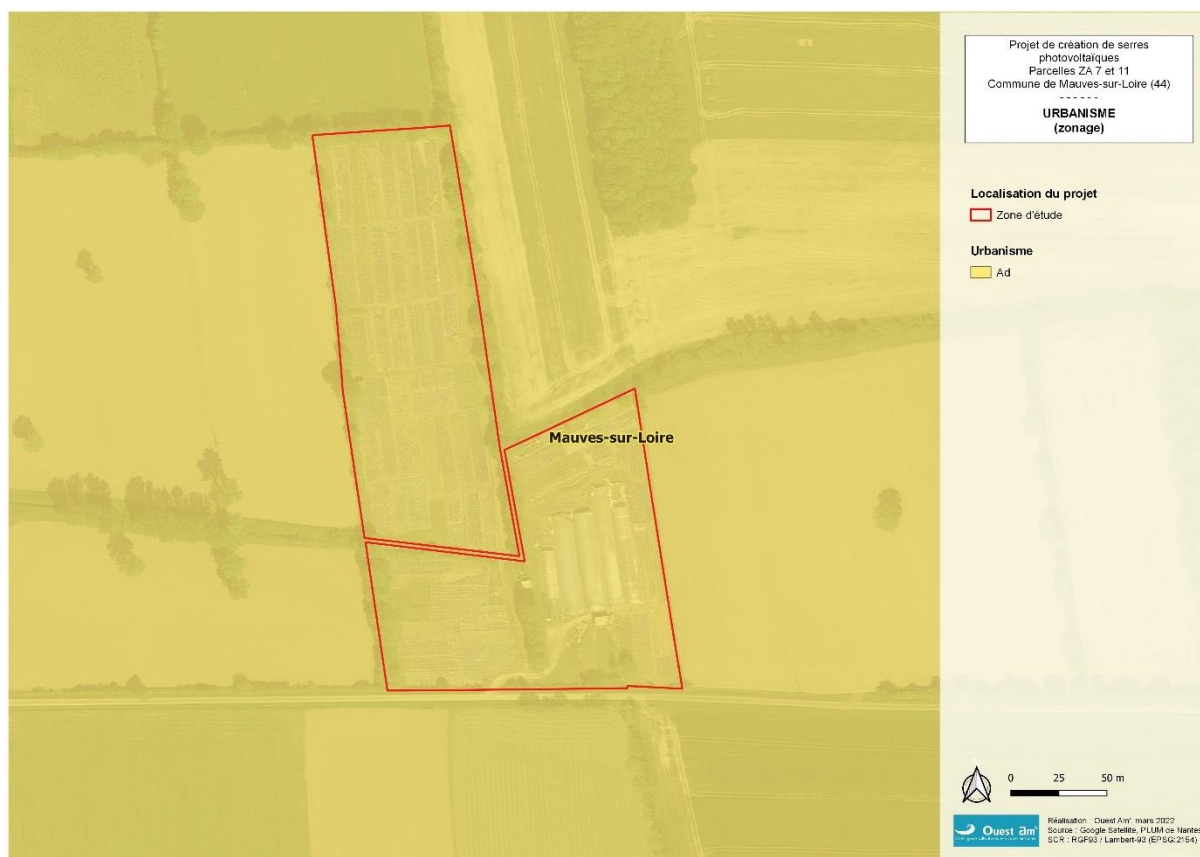 Projet de création de serres
photovoltaïques
Parcelles ZA 7 et 11
Commune de Mauves-sur-Loire (44)
------
URBANISME
(zonage)
Localisation du projet
Zone d'étude
Urbanisme
Ad
Mauves-sur-Loire
0 25 50 m
Ouest Am'
Réalisation : Ouest Am', mars 2022
Source : Google Satellite, PLUM de Nantes
SCR : RGF93 / Lambert-93 (EPSG:2154)